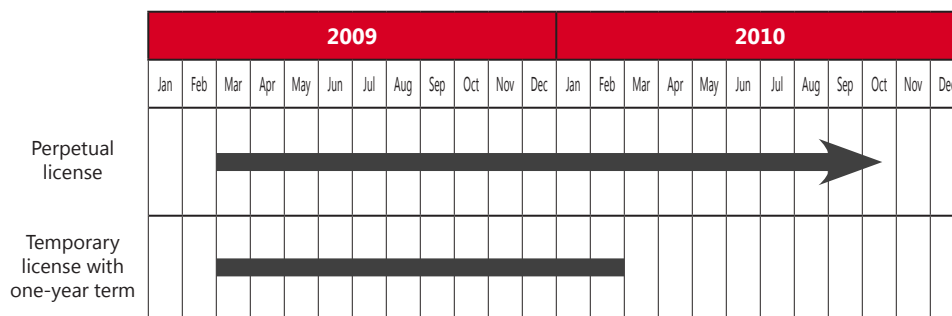 2009 2010
Jan Feb Mar Apr May Jun Jul Aug Sep Oct Nov Dec Jan Feb Mar Apr May Jun Jul Aug Sep Oct Nov Dec
Perpetual
license
Temporary
license with
one-year term